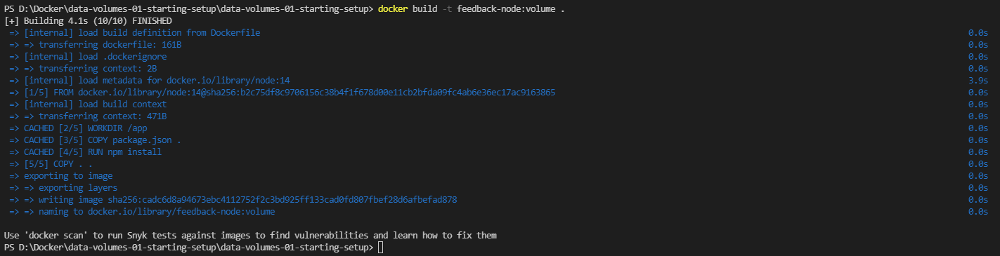 PS D:\Docker\data-volumes-01-starting-setup\data-volumes-01-starting-setup> docker build -t feedback-node:volume .
[+] Building 4.1s (10/10) FINISHED
=> [internal] load build definition from Dockerfile 0.0s
=> => transferring dockerfile: 161B 0.0s
=> [internal] load .dockerignore 0.0s
=> => transferring context: 2B 0.0s
=> [internal] load metadata for docker.io/library/node:14 3.9s
=> [1/5] FROM docker.io/library/node:14@sha256:b2c75df8c9706156c38b4f1f678d00e11cb2bfda09fc4ab6e36ec17ac9163865 0.0s
=> [internal] load build context 0.0s
=> => transferring context: 471B 0.0s
=> CACHED [2/5] WORKDIR /app 0.0s
=> CACHED [3/5] COPY package.json . 0.0s
=> CACHED [4/5] RUN npm install 0.0s
=> [5/5] COPY . . 0.0s
=> exporting to image 0.0s
=> => exporting layers 0.0s
=> => writing image sha256:cadc6d8a94673ebc4112752f2c3bd925ff133cad0fd807fbef28d6afbefad878 0.0s
=> => naming to docker.io/library/feedback-node:volume 0.0s
Use 'docker scan' to run Snyk tests against images to find vulnerabilities and learn how to fix them
PS D:\Docker\data-volumes-01-starting-setup\data-volumes-01-starting-setup>